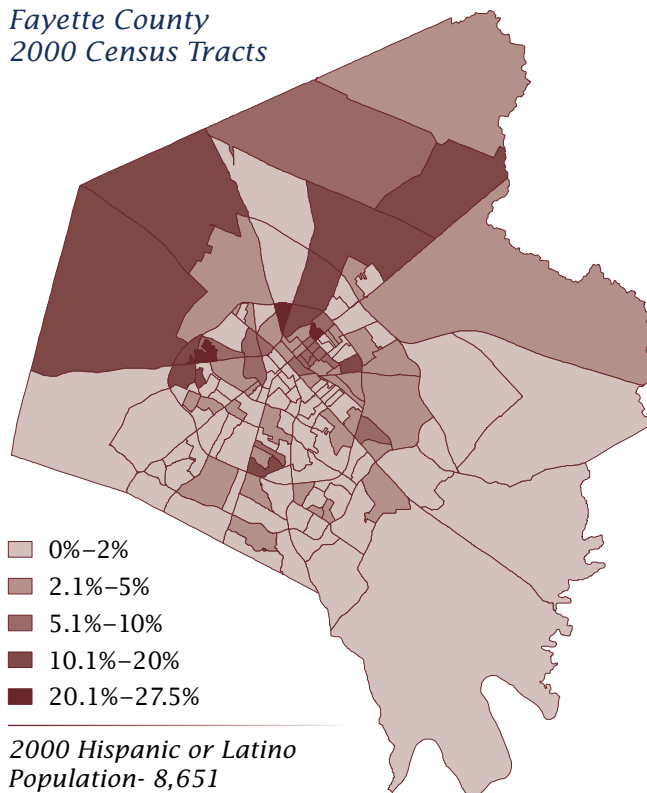 Fayette County
2000 Census Tracts
0%–2%
2.1%–5%
5.1%–10%
10.1%–20%
20.1%–27.5%
2000 Hispanic or Latino
Population- 8,651